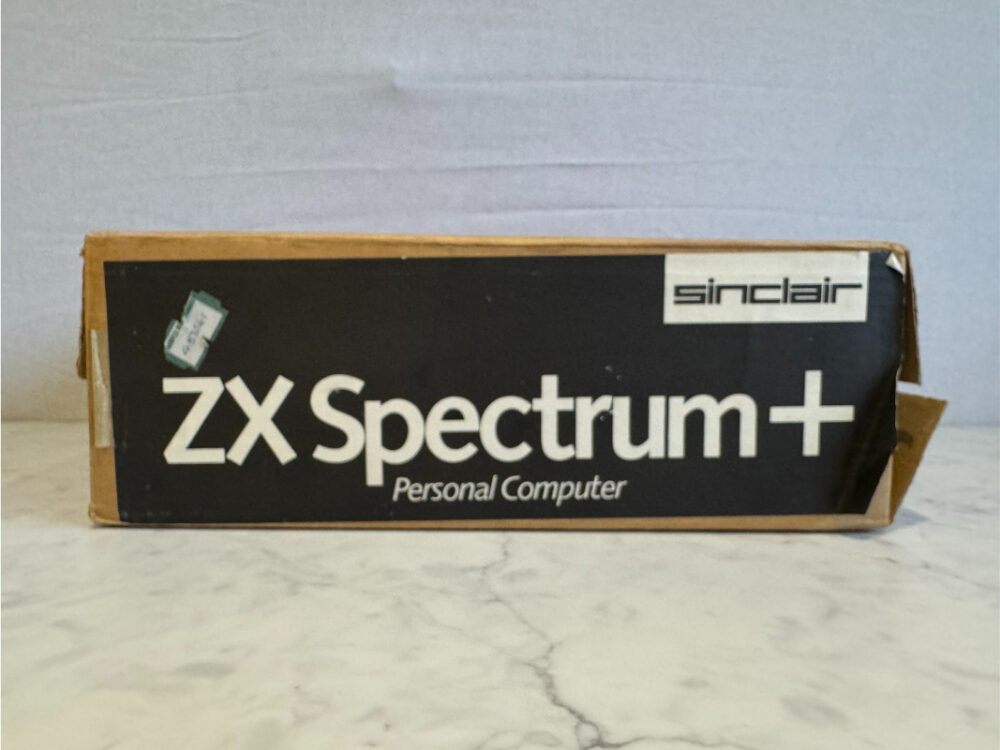 sinclair
ZX Spectrum+
Personal Computer